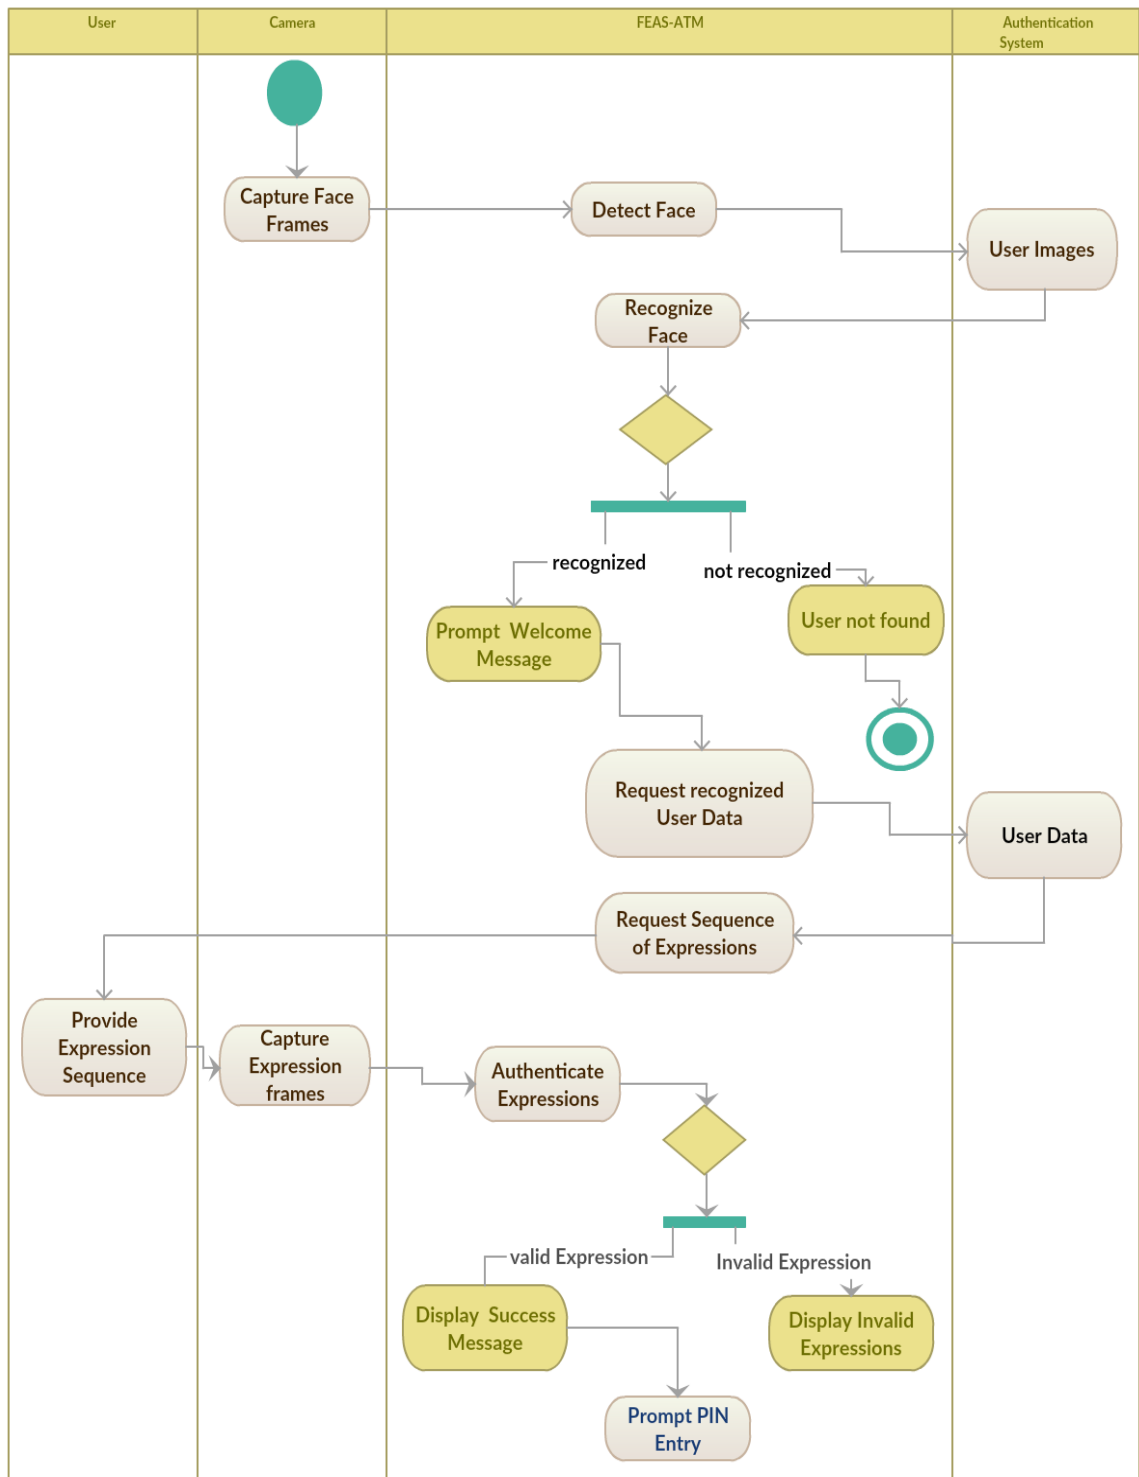 User
Camera
FEAS-ATM
Authentication
System
Capture Face
Frames
Detect Face
User Images
Recognize
Face
recognized
not recognized
Prompt Welcome
Message
User not found
Request recognized
User Data
User Data
Request Sequence
of Expressions
Provide
Expression
Sequence
Capture
Expression
frames
Authenticate
Expressions
valid Expression
Invalid Expression
Display Success
Message
Display Invalid
Expressions
Prompt PIN
Entry